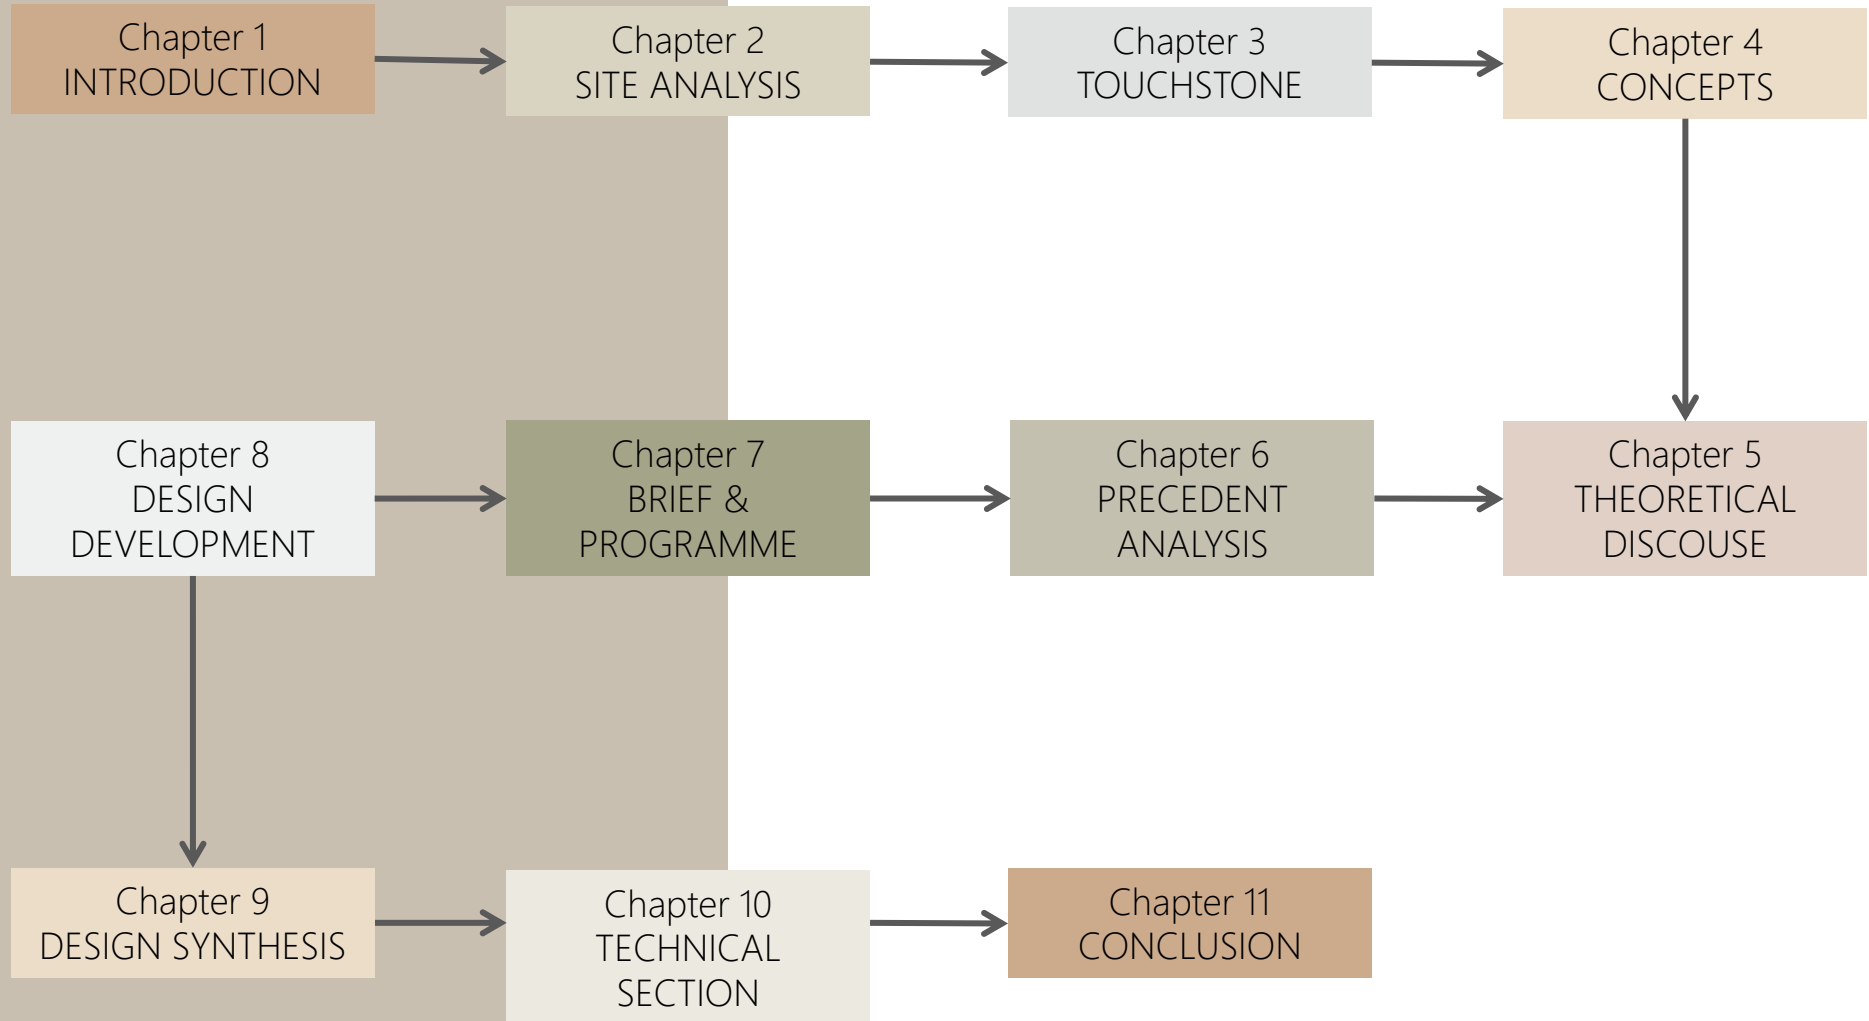 Chapter 1
INTRODUCTION
Chapter 2
SITE ANALYSIS
Chapter 3
TOUCHSTONE
Chapter 4
CONCEPTS
Chapter 8
DESIGN
DEVELOPMENT
Chapter 7
BRIEF &
PROGRAMME
Chapter 6
PRECEDENT
ANALYSIS
Chapter 5
THEORETICAL
DISCOUSE
Chapter 9
DESIGN SYNTHESIS
Chapter 10
TECHNICAL
SECTION
Chapter 11
CONCLUSION